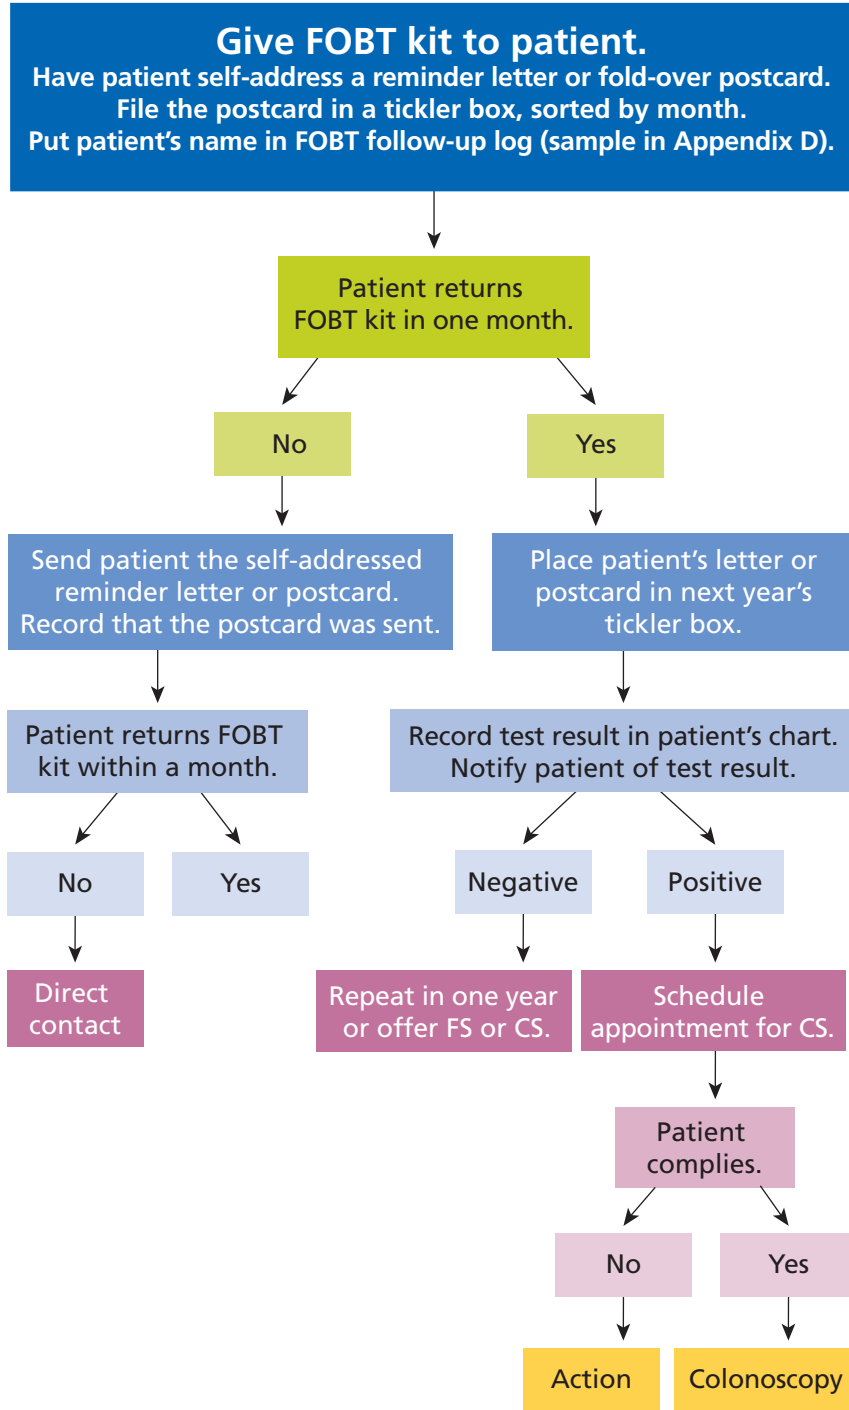 Give FOBT kit to patient.
Have patient self-address a reminder letter or fold-over postcard.
File the postcard in a tickler box, sorted by month.
Put patient’s name in FOBT follow-up log (sample in Appendix D).
Patient returns
FOBT kit in one month.
No
Yes
Send patient the self-addressed
reminder letter or postcard.
Record that the postcard was sent.
Place patient’s letter or
postcard in next year’s
tickler box.
Patient returns FOBT
kit within a month.
Record test result in patient’s chart.
Notify patient of test result.
No
Yes
Negative
Positive
Direct
contact
Repeat in one year
or offer FS or CS.
Schedule
appointment for CS.
Patient
complies.
No
Yes
Action
Colonoscopy